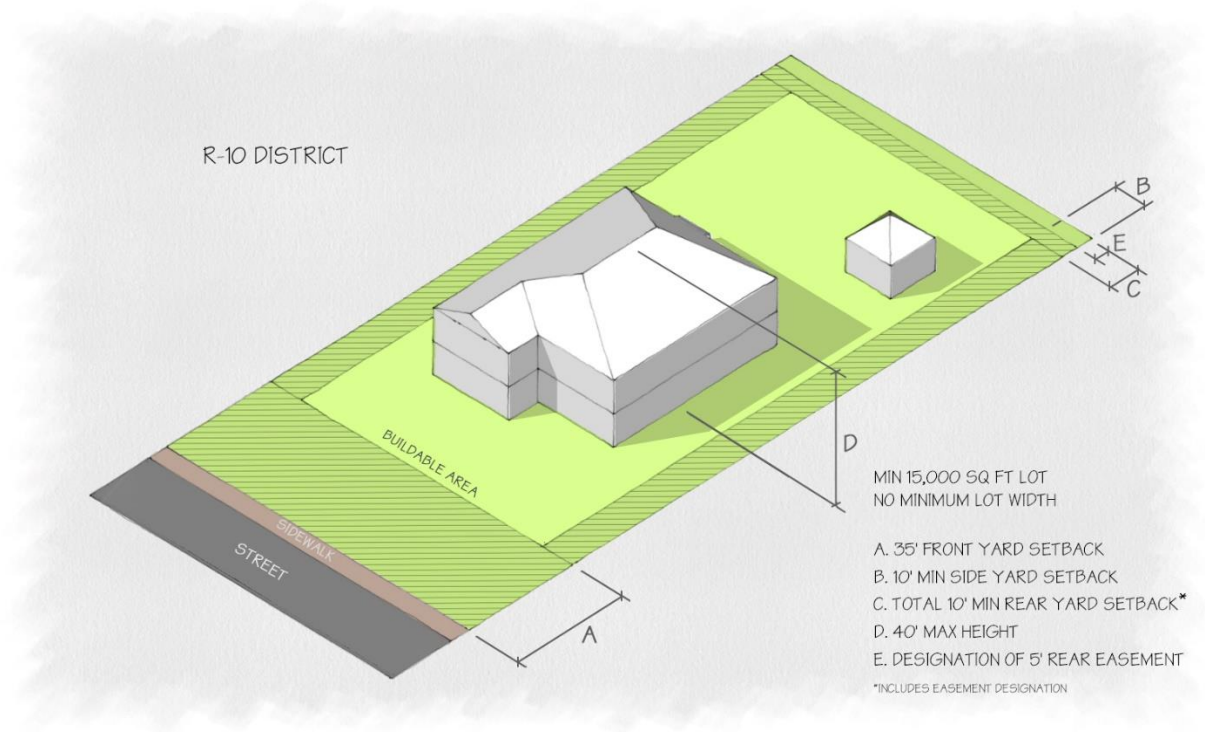 R-10 DISTRICT
B
E
C
D
BUILDABLE AREA
SIDEWALK
STREET
A
MIN 15,000 SQ FT LOT
NO MINIMUM LOT WIDTH
A. 35' FRONT YARD SETBACK
B. 10' MIN SIDE YARD SETBACK
C. TOTAL 10' MIN REAR YARD SETBACK*
D. 40' MAX HEIGHT
E. DESIGNATION OF 5' REAR EASEMENT
*INCLUDES EASEMENT DESIGNATION